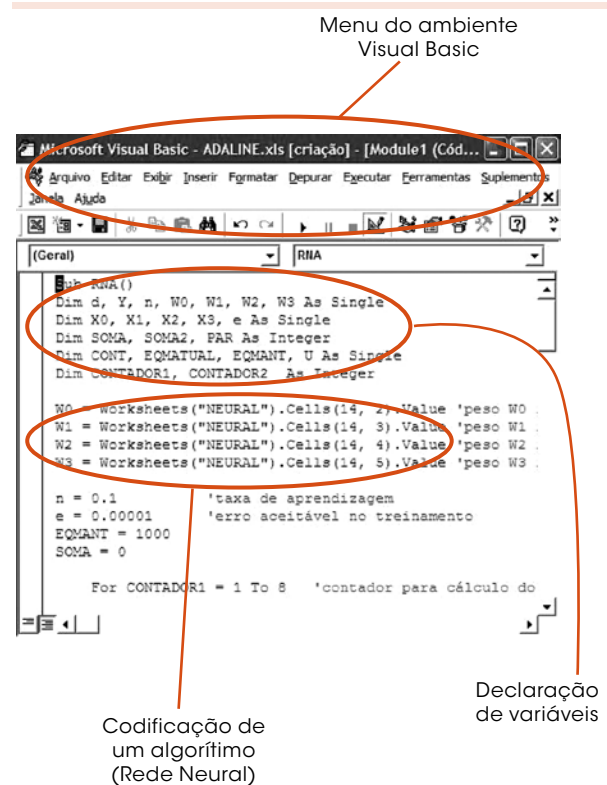 Menu do ambiente
Visual Basic
Microsoft Visual Basic - ADALINE.xls [criação] - [Module1 (Cód...
Arquivo Editar Exibir Inserir Formatar Depurar Executar Ferramentas Suplementos
Janela Ajuda
(Geral) RNA
Sub RNA()
Dim d, Y, n, W0, W1, W2, W3 As Single
Dim X0, X1, X2, X3, e As Single
Dim SOMA, SOMA2, PAR As Integer
Dim CONT, EQMATUAL, EQMANT, U As Single
Dim CONTADOR1, CONTADOR2 As Integer
W0 = Worksheets("NEURAL").Cells(14, 2).Value 'peso W0
W1 = Worksheets("NEURAL").Cells(14, 3).Value 'peso W1
W2 = Worksheets("NEURAL").Cells(14, 4).Value 'peso W2
W3 = Worksheets("NEURAL").Cells(14, 5).Value 'peso W3
n = 0.1 'taxa de aprendizagem
e = 0.00001 'erro aceitável no treinamento
EQMANT = 1000
SOMA = 0
For CONTADOR1 = 1 To 8 'contador para cálculo do
Declaração
de variáveis
Codificação de
um algorítimo
(Rede Neural)